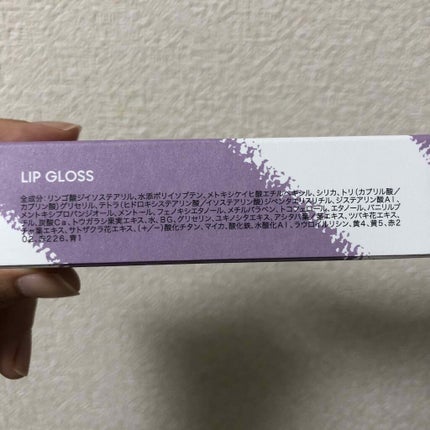 LIP GLOSS
全成分：リンゴ酸ジイソステアリル、水添ポリイソブテン、メトキシケイヒ酸エチルヘキシル、シリカ、トリ（カプリル酸／
カプリン酸）グリセリル、テトラ（ヒドロキシステアリン酸／イソステアリン酸）ジペンタエリスリチル、ジステアリン酸Ａｌ、
メントキシプロパンジオール、メントール、フェノキシエタノール、メチルパラベン、トコフェロール、エタノール、バニリルブ
チル、炭酸Ｃａ、トウガラシ果実エキス、水、ＢＧ、グリセリン、ユキノシタエキス、アシタバ葉／茎エキス、ツバキ花エキス、
チャ葉エキス、サトザクラ花エキス、（＋／－）酸化チタン、マイカ、酸化鉄、水酸化Ａｌ、ラウロイルリシン、黄４、黄５、赤２
０２、赤２２６、青１